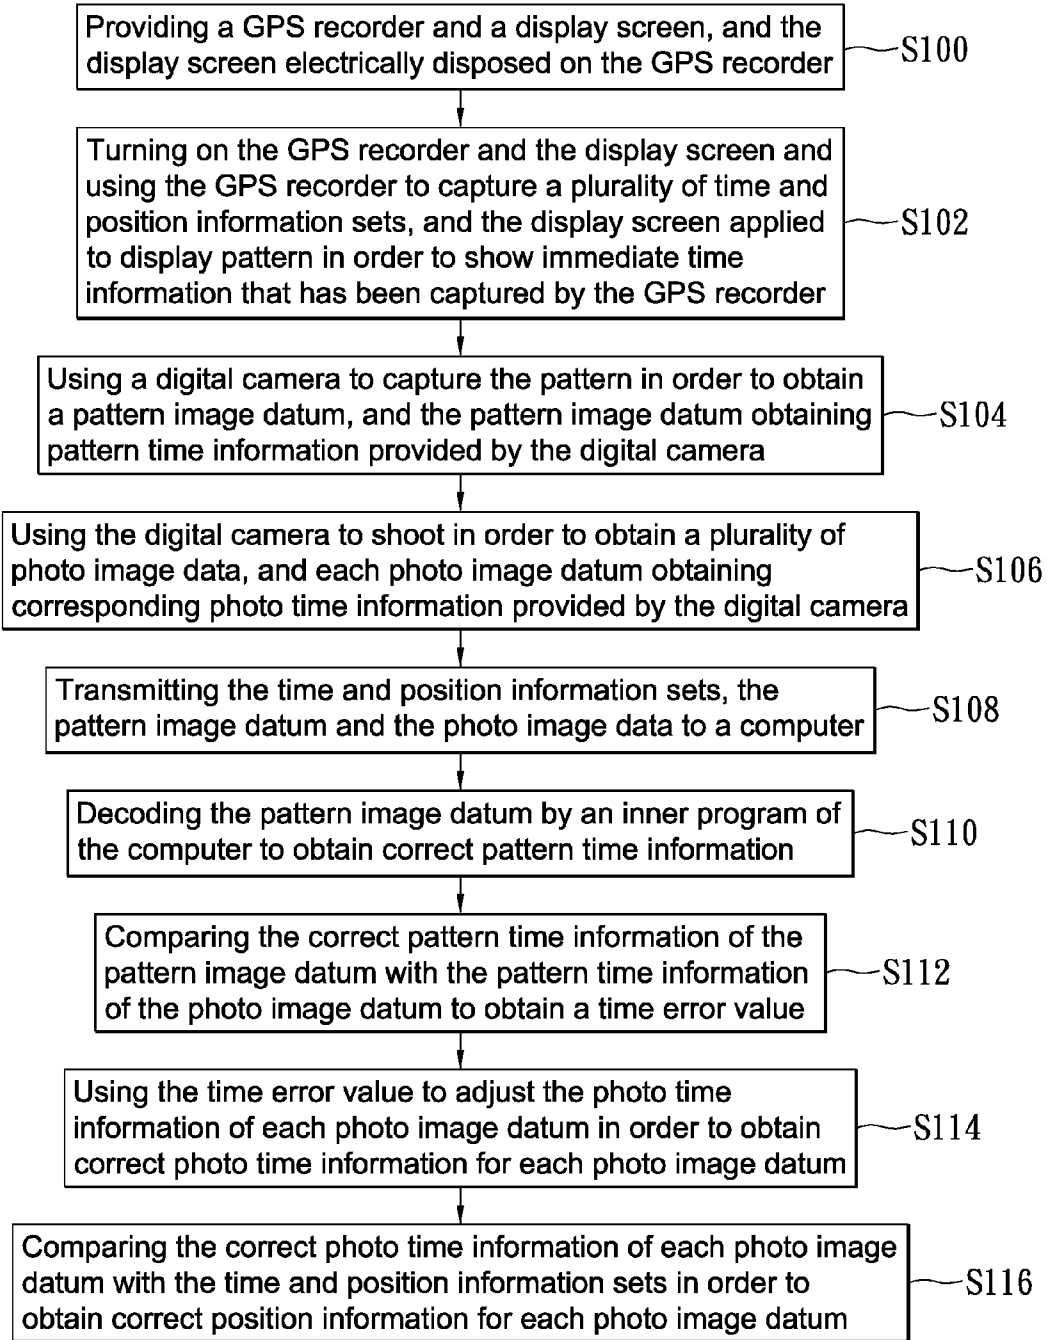 Providing a GPS recorder and a display screen, and the
display screen electrically disposed on the GPS recorder
S100
Turning on the GPS recorder and the display screen and
using the GPS recorder to capture a plurality of time and
position information sets, and the display screen applied
to display pattern in order to show immediate time
information that has been captured by the GPS recorder
S102
Using a digital camera to capture the pattern in order to obtain
a pattern image datum, and the pattern image datum obtaining
pattern time information provided by the digital camera
S104
Using the digital camera to shoot in order to obtain a plurality of
photo image data, and each photo image datum obtaining
corresponding photo time information provided by the digital camera
S106
Transmitting the time and position information sets, the
pattern image datum and the photo image data to a computer
S108
Decoding the pattern image datum by an inner program of
the computer to obtain correct pattern time information
S110
Comparing the correct pattern time information of the
pattern image datum with the pattern time information
of the photo image datum to obtain a time error value
S112
Using the time error value to adjust the photo time
information of each photo image datum in order to obtain
correct photo time information for each photo image datum
S114
Comparing the correct photo time information of each photo image
datum with the time and position information sets in order to
obtain correct position information for each photo image datum
S116